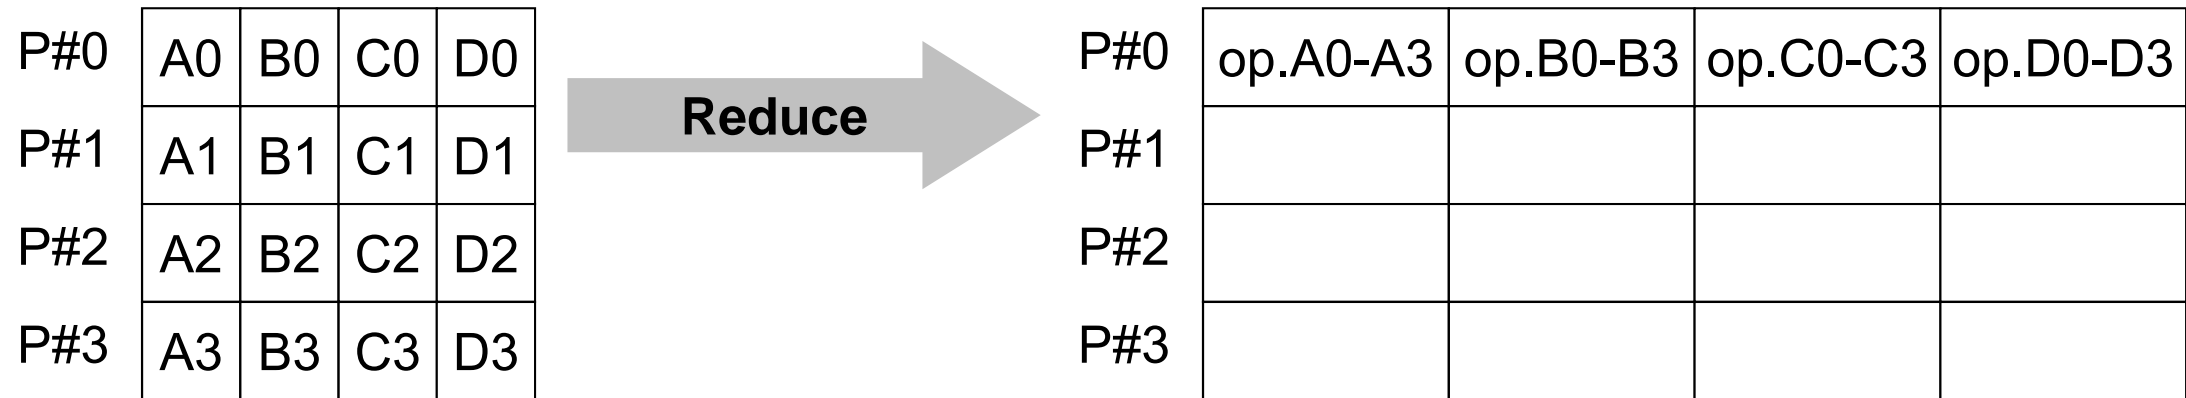 P#0 A0 B0 C0 D0 Reduce P#0 op.A0-A3 op.B0-B3 op.C0-C3 op.D0-D3
P#1 A1 B1 C1 D1 P#1
P#2 A2 B2 C2 D2 P#2
P#3 A3 B3 C3 D3 P#3